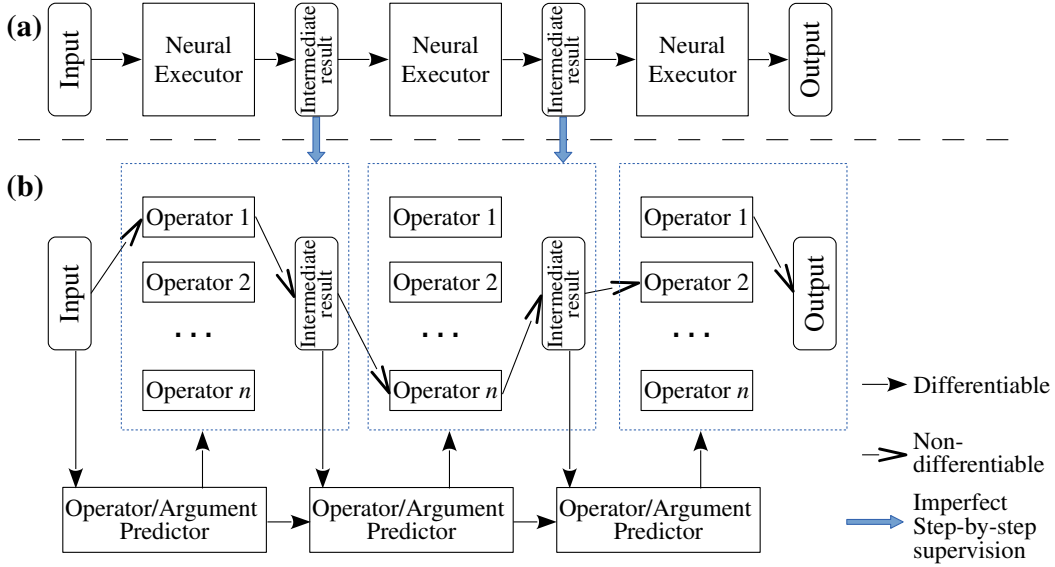 (a)
Input
Neural
Executor
Intermediate
result
Neural
Executor
Intermediate
result
Neural
Executor
Output
(b)
Input
Operator 1
Operator 2
...
Operator n
Intermediate
result
Operator 1
Operator 2
...
Operator n
Intermediate
result
Operator 1
Operator 2
...
Operator n
Output
Operator/Argument
Predictor
Operator/Argument
Predictor
Operator/Argument
Predictor
Differentiable
Non-
differentiable
Imperfect
Step-by-step
supervision